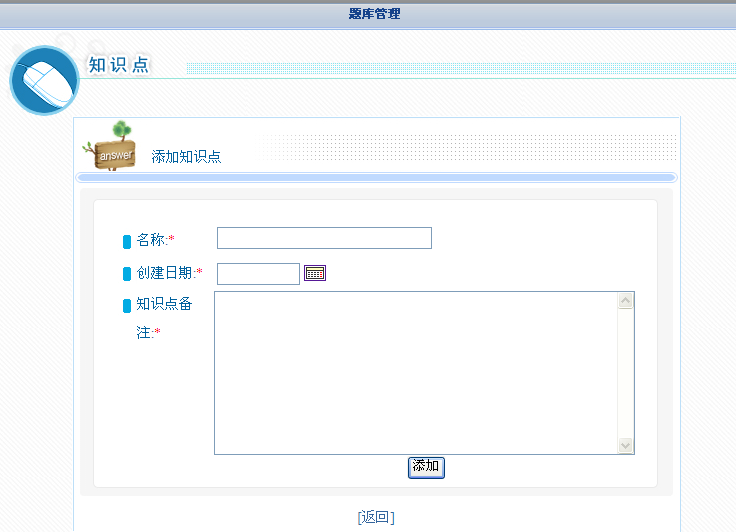 题库管理
知识点
answer
添加知识点
名称:*
创建日期:*
知识点备
注:*
添加
[返回]